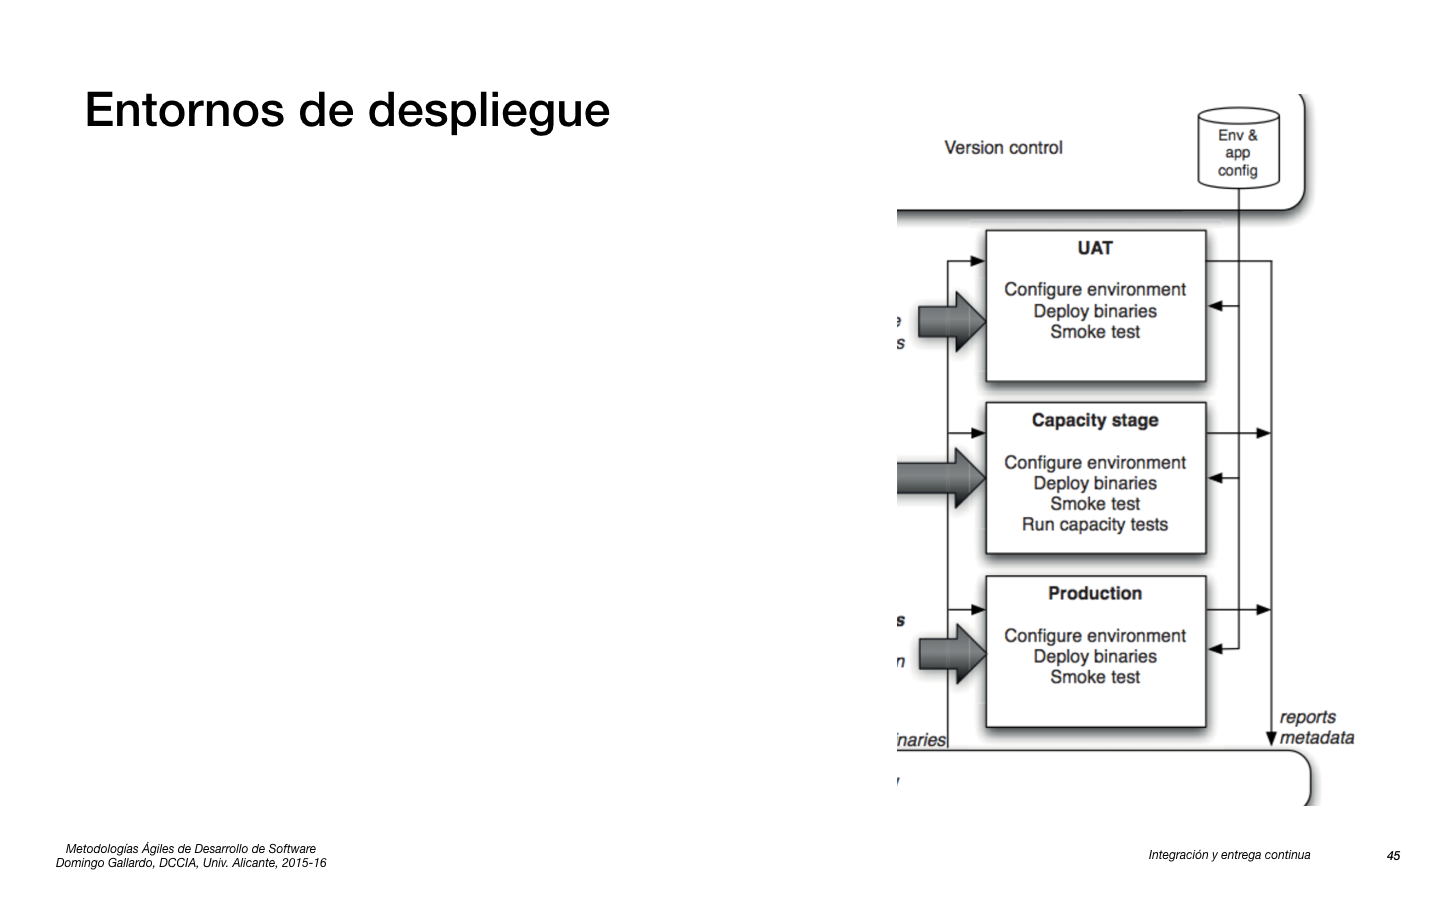 Entornos de despliegue
Version control
Env &
app
config
UAT
Configure environment
Deploy binaries
Smoke test
Capacity stage
Configure environment
Deploy binaries
Smoke test
Run capacity tests
Production
Configure environment
Deploy binaries
Smoke test
reports
metadata
Metodologías Ágiles de Desarrollo de Software
Domingo Gallardo, DCCIA, Univ. Alicante, 2015-16
Integración y entrega continua
45